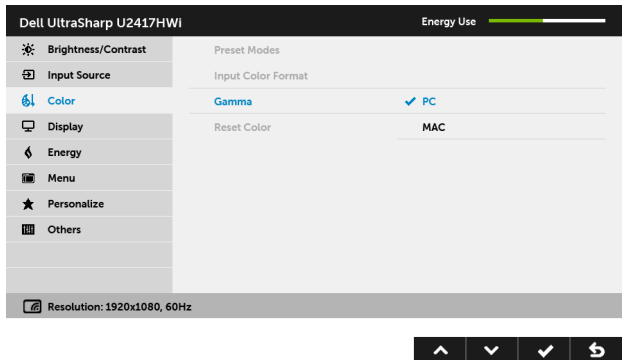 Dell UltraSharp U2417HWi
Energy Use
Brightness/Contrast
Preset Modes
Input Source
Input Color Format
Color
Gamma
PC
Display
Reset Color
MAC
Energy
Menu
Personalize
Others
Resolution: 1920x1080, 60Hz